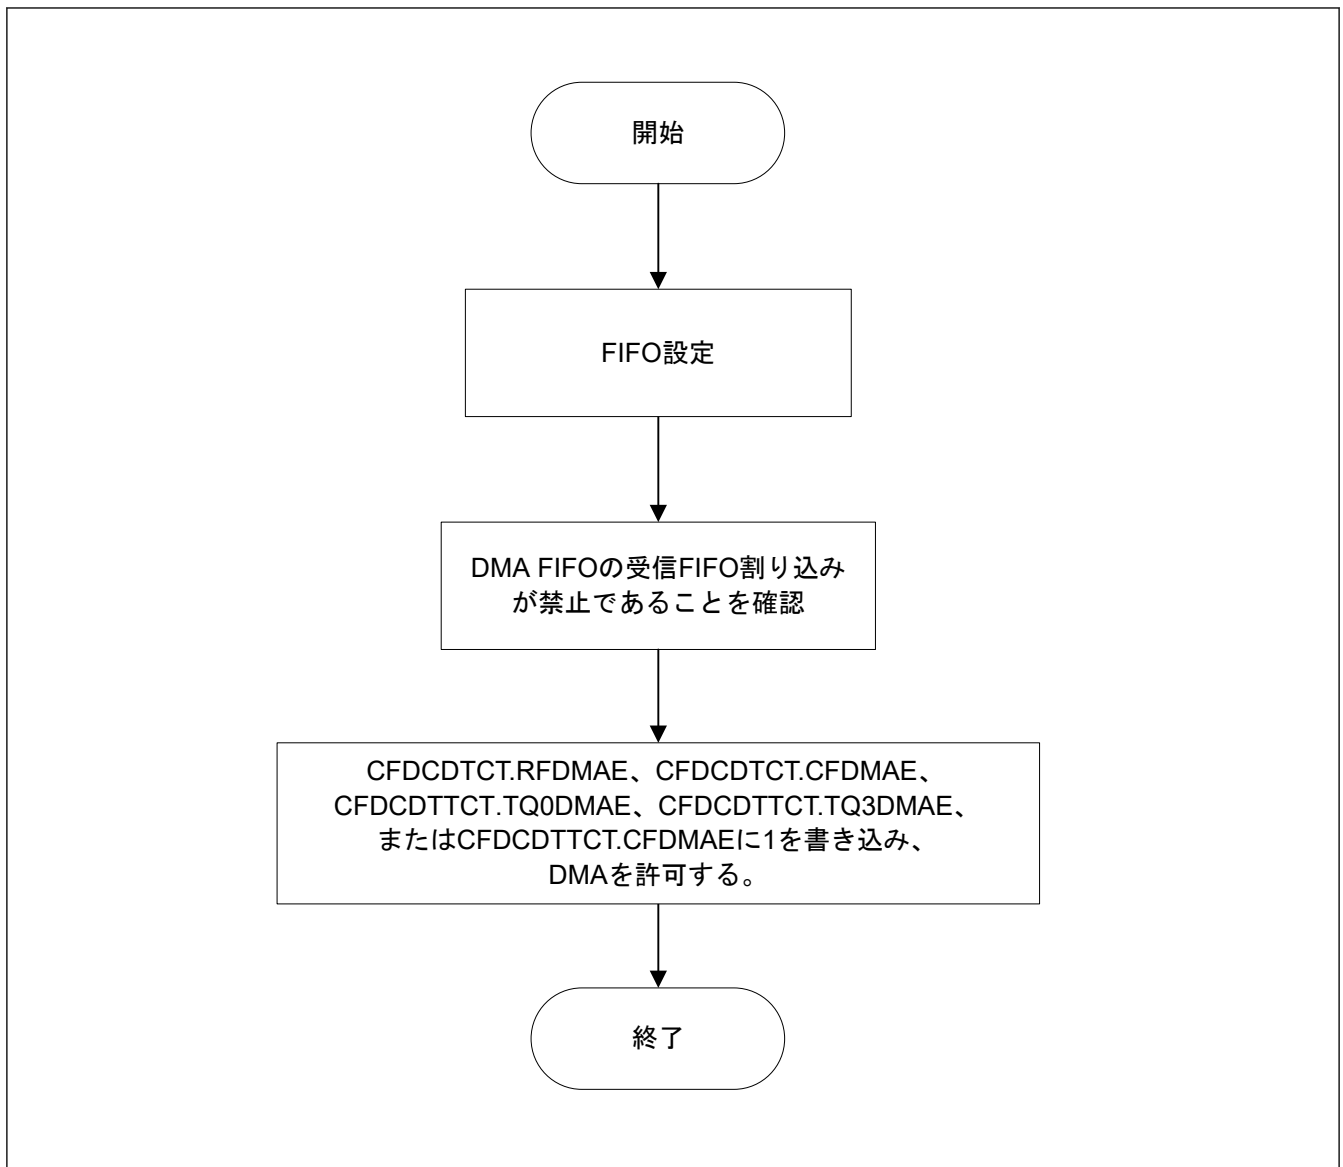 開始
FIFO設定
DMA FIFOの受信FIFO割り込み
が禁止であることを確認
CFDCDTCT.RFDMAE、CFDCDTCT.CFDMAE、
CFDCDTTCT.TQ0DMAE、CFDCDTTCT.TQ3DMAE、
またはCFDCDTTCT.CFDMAEに1を書き込み、
DMAを許可する。
終了